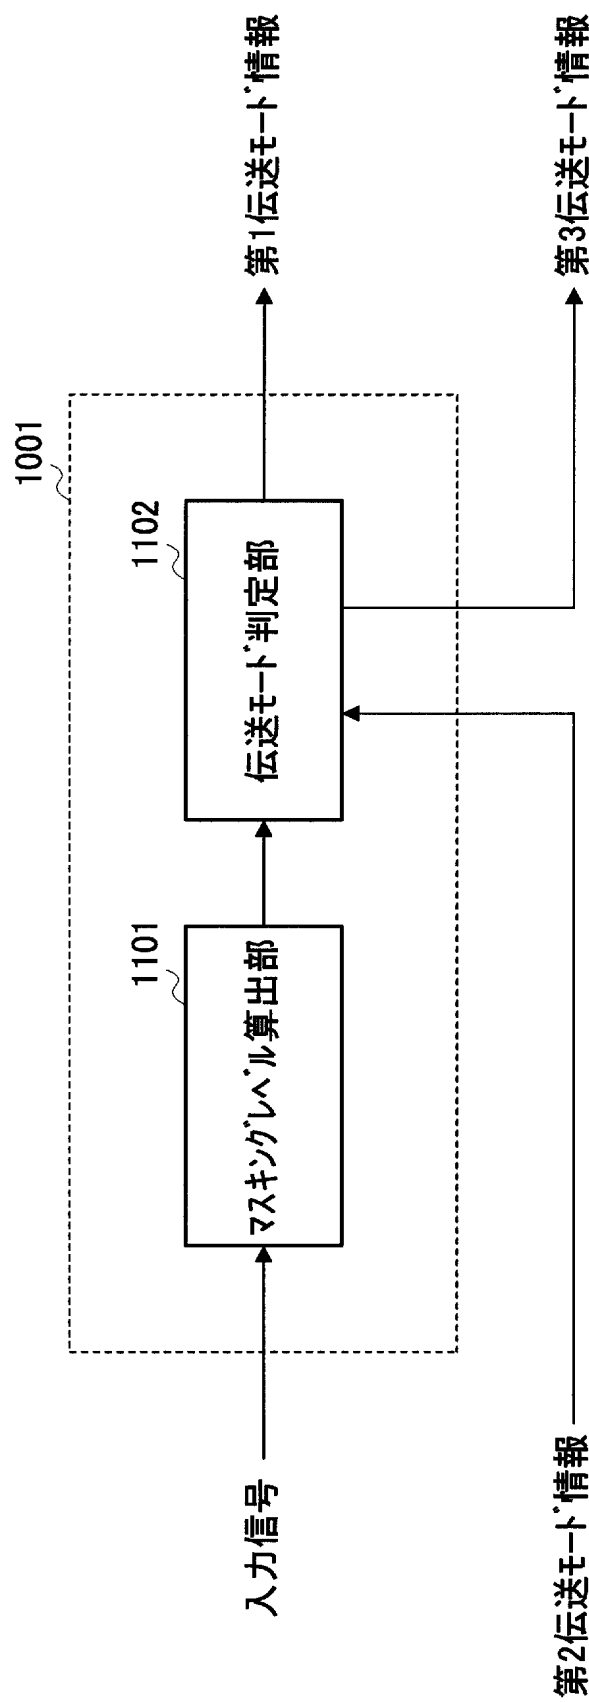 1001
1101
1102
入力信号
マスキングレベル算出部
伝送モード判定部
第1伝送モード情報
第2伝送モード情報
第3伝送モード情報